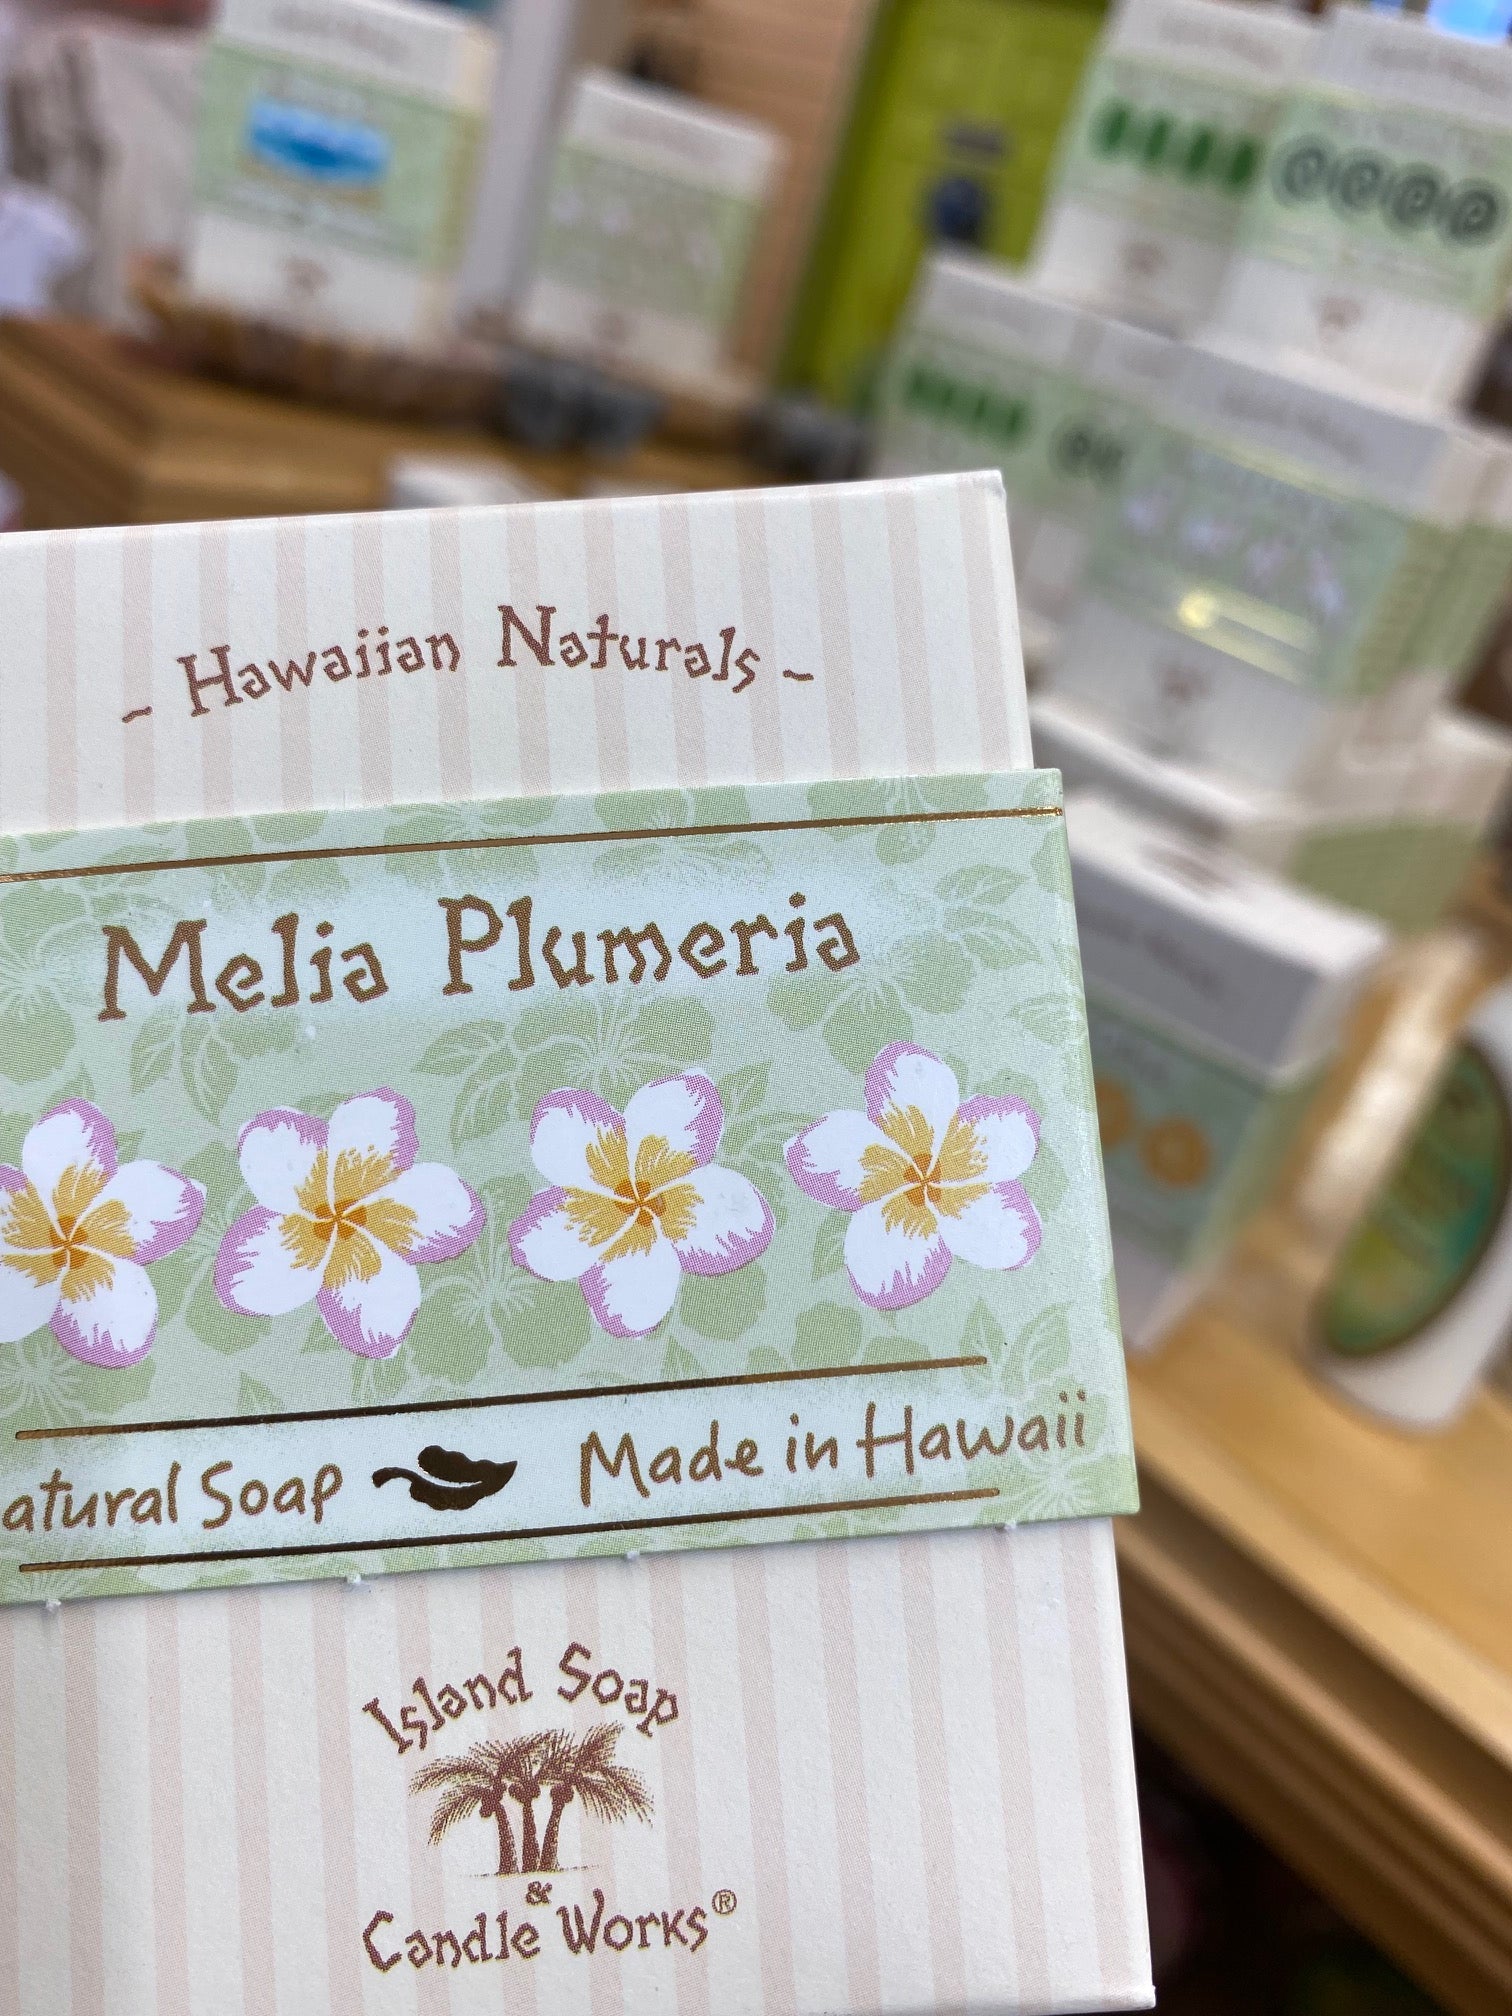 ~ Hawaiian Naturals ~
Melia Plumeria
atural Soap Made in Hawaii
Island Soap
&
Candle Works®